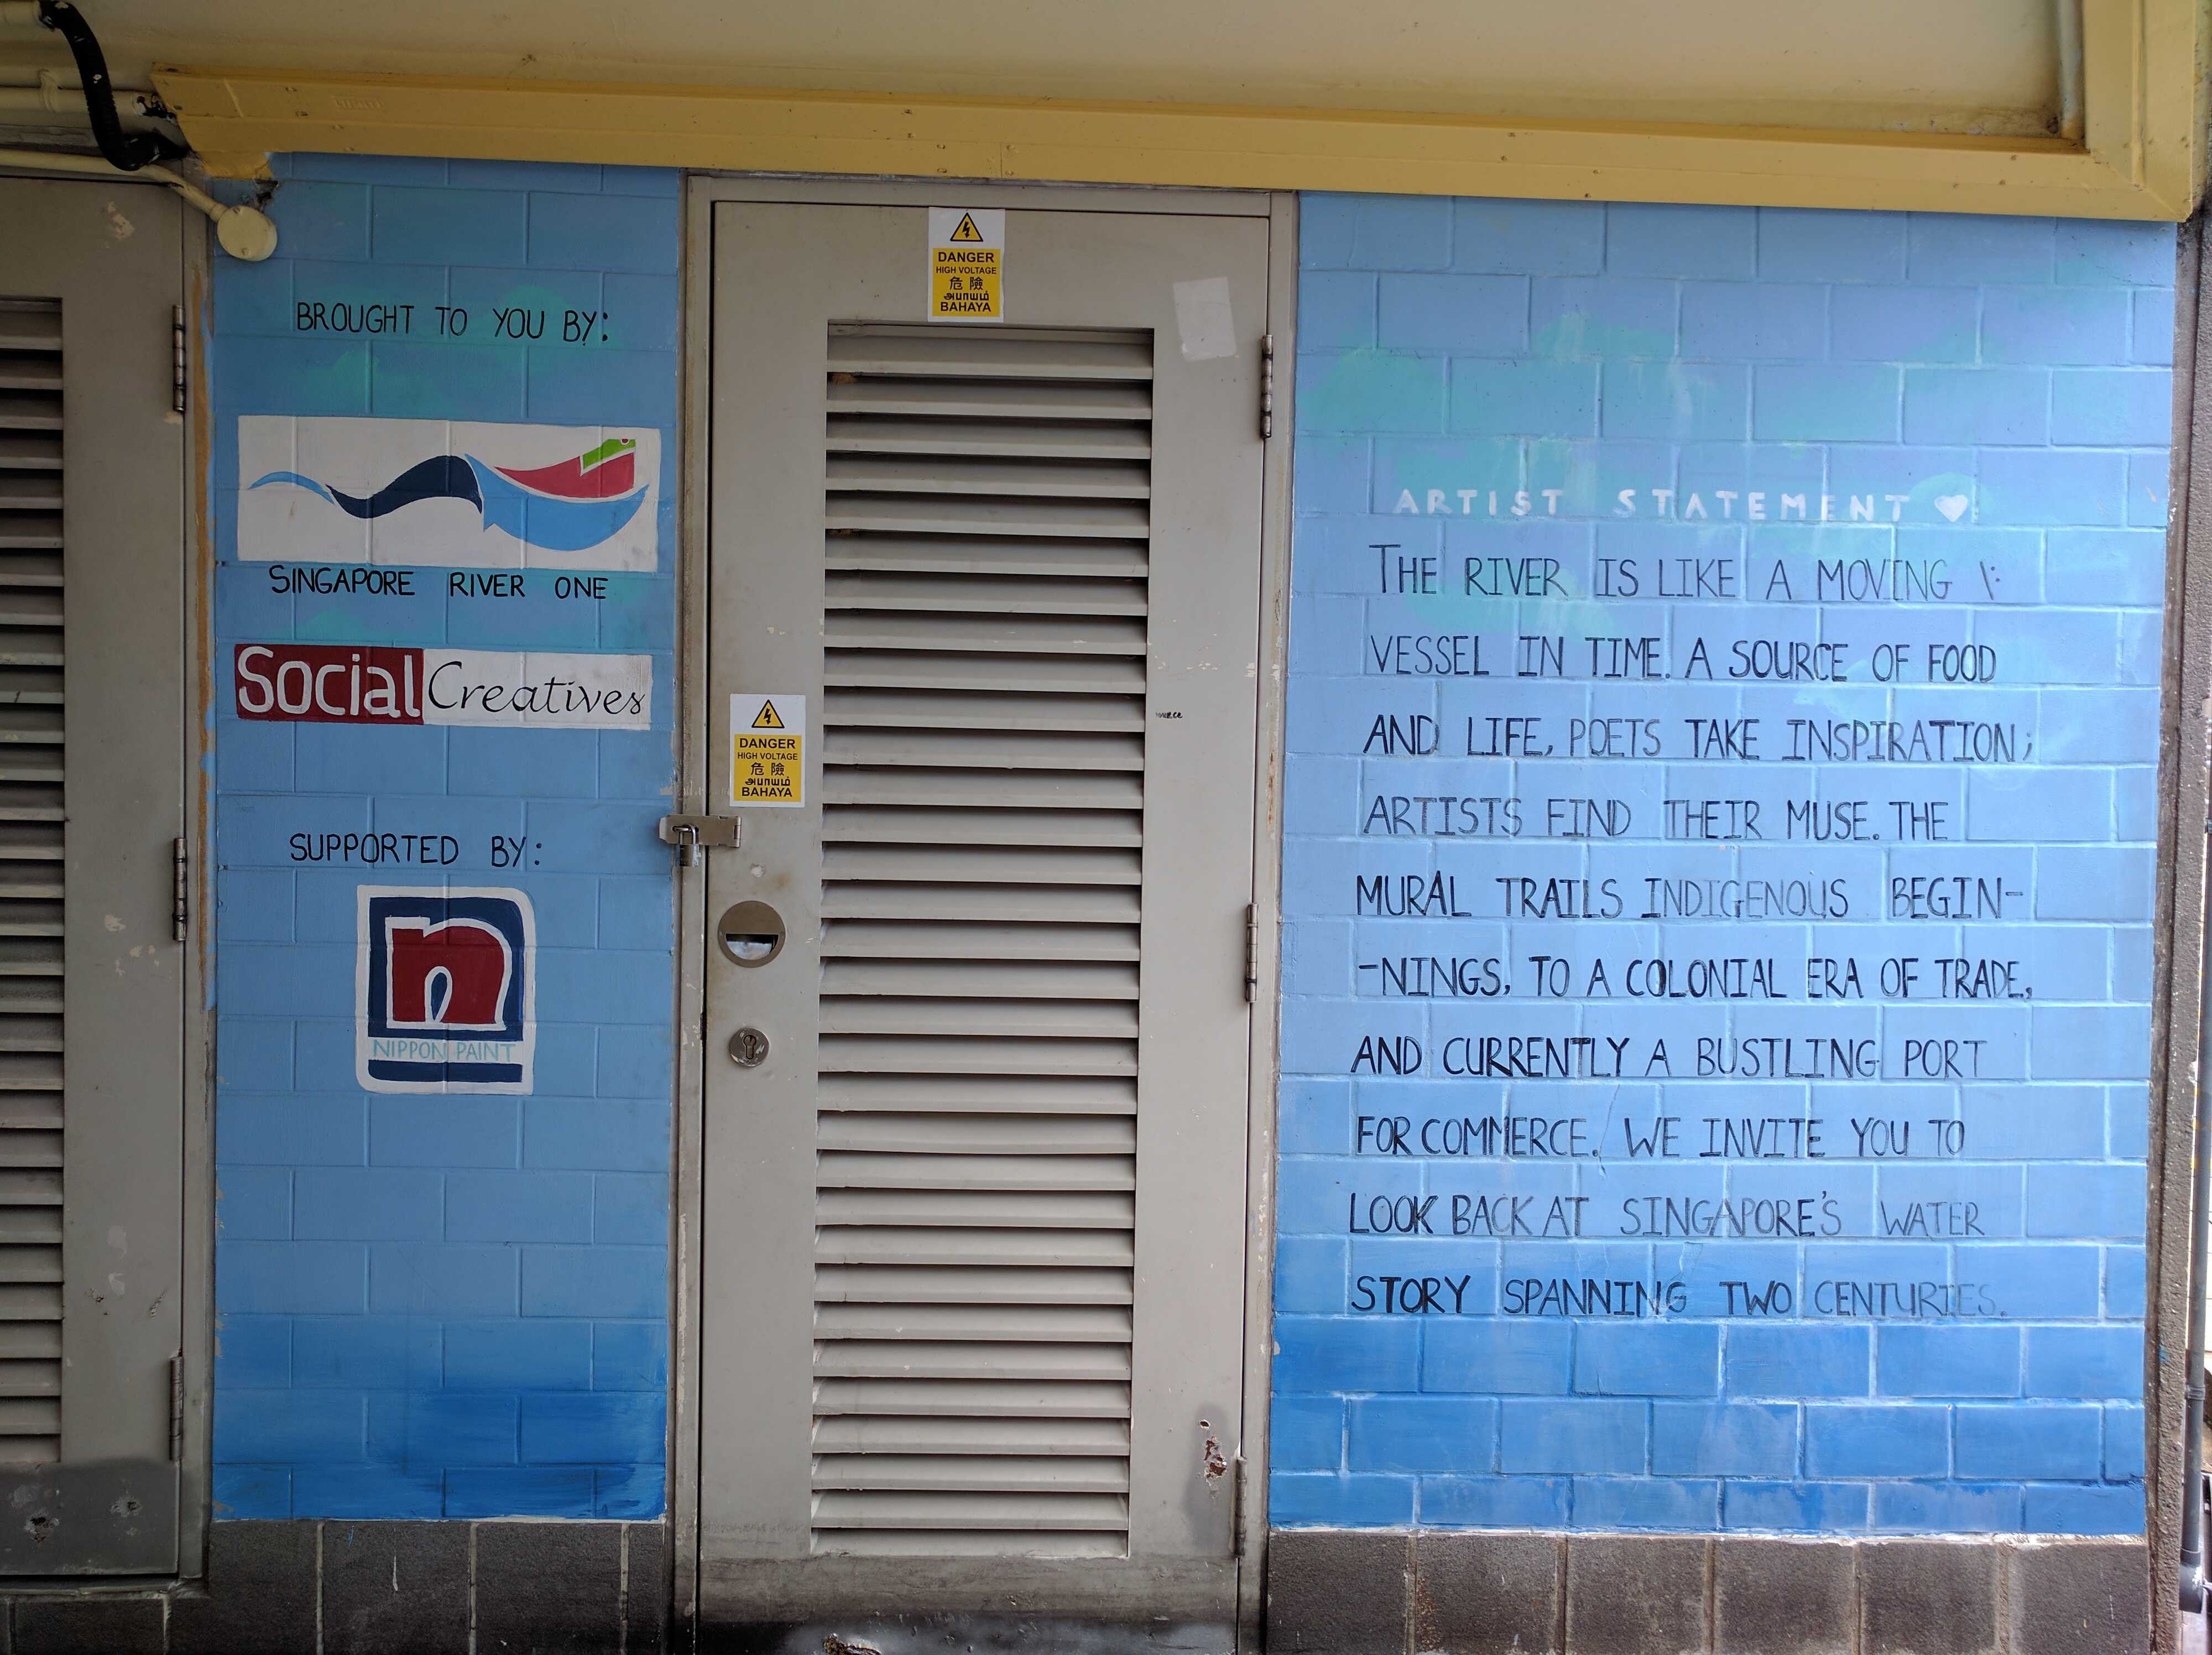 BROUGHT TO YOU BY:
SINGAPORE RIVER ONE
Social Creatives
SUPPORTED BY:
n
NIPPON PAINT
DANGER
HIGH VOLTAGE
危險
அபாயம்
BAHAYA
DANGER
HIGH VOLTAGE
危險
அபாயம்
BAHAYA
ARTIST STATEMENT
THE RIVER IS LIKE A MOVING
VESSEL IN TIME. A SOURCE OF FOOD
AND LIFE, POETS TAKE INSPIRATION;
ARTISTS FIND THEIR MUSE. THE
MURAL TRAILS INDIGENOUS BEGIN-
-NINGS, TO A COLONIAL ERA OF TRADE,
AND CURRENTLY A BUSTLING PORT
FOR COMMERCE. WE INVITE YOU TO
LOOK BACK AT SINGAPORE'S WATER
STORY SPANNING TWO CENTURIES.